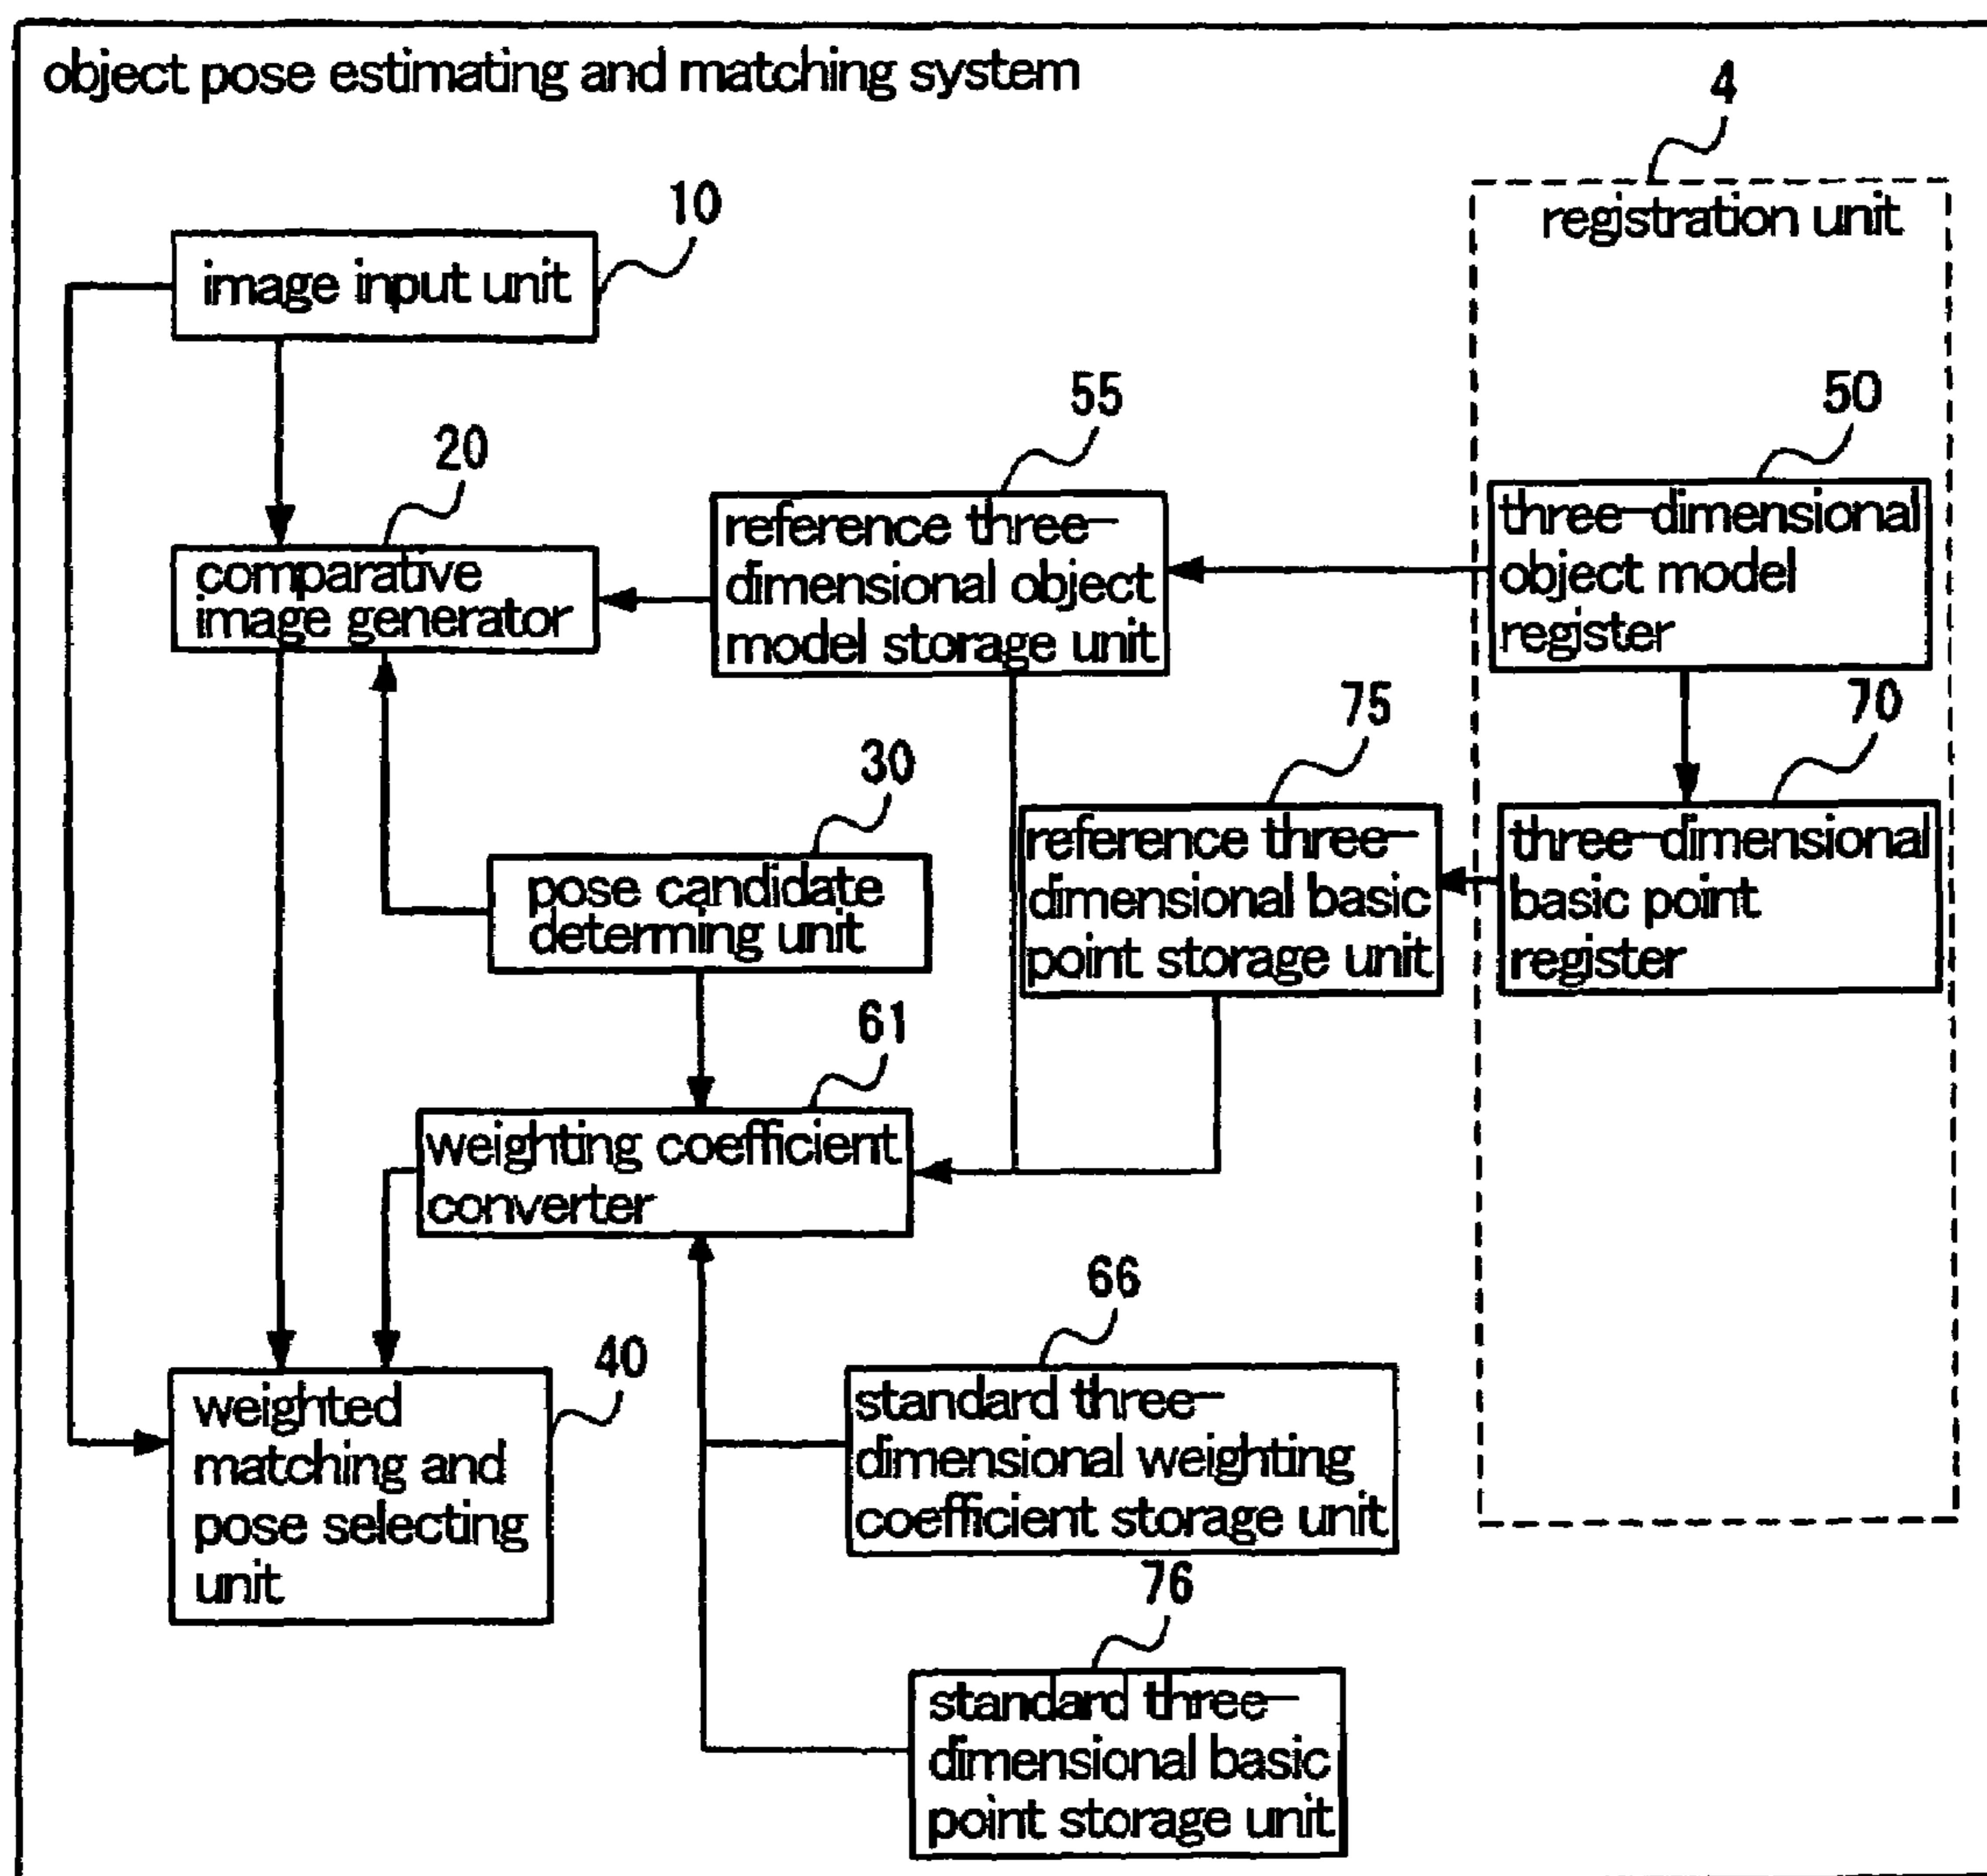 object pose estimating and matching system
4
registration unit
10
image input unit
55
50
20
reference three-
dimensional object
model storage unit
three-dimensional
object model
register
comparative
image generator
75
70
30
reference three-
dimensional basic
point storage unit
three-dimensional
basic point
register
pose candidate
determing unit
61
weighting coefficient
converter
66
40
standard three-
dimensional weighting
coefficient storage unit
weighted
matching and
pose selecting
unit
76
standard three-
dimensional basic
point storage unit